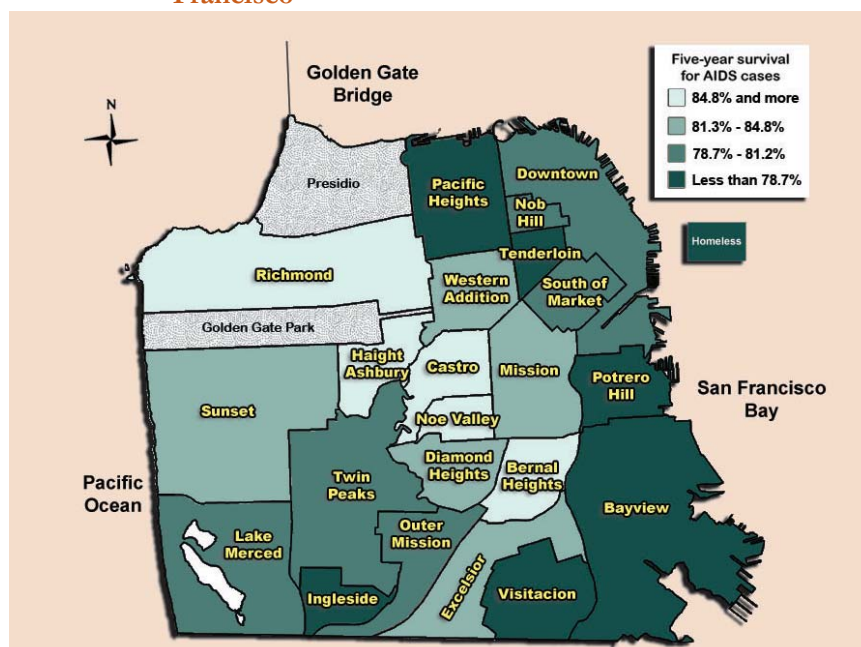 Francisco
Golden Gate
Bridge
Five-year survival
for AIDS cases
84.8% and more
81.3% - 84.8%
78.7% - 81.2%
Less than 78.7%
N
Presidio
Pacific
Heights
Downtown
Nob
Hill
Homeless
Tenderloin
Richmond
Western
Addition
South of
Market
Golden Gate Park
Haight
Ashbury
Castro
Mission
Potrero
Hill
San Francisco
Bay
Sunset
Noe Valley
Diamond
Heights
Bernal
Heights
Twin
Peaks
Pacific
Ocean
Bayview
Lake
Merced
Outer
Mission
Excelsior
Ingleside
Visitacion